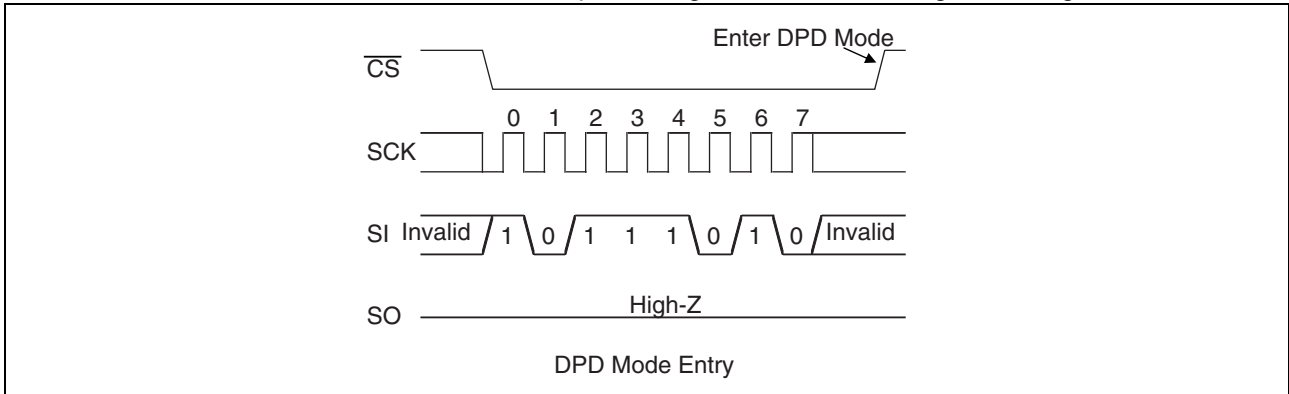 Enter DPD Mode
CS
0 1 2 3 4 5 6 7
SCK
SI Invalid 1 0 1 1 1 0 1 0 Invalid
High-Z
SO
DPD Mode Entry